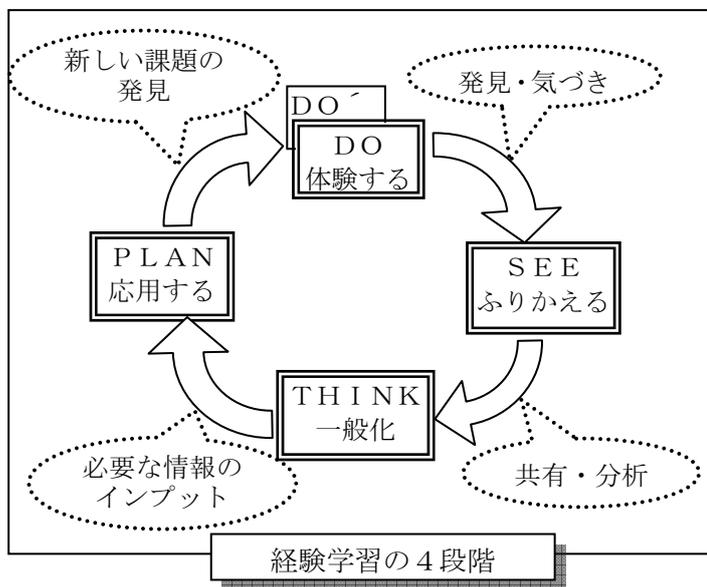 新しい課題の
発見
発見・気づき
ＤＯ´
ＤＯ
体験する
ＰＬＡＮ
応用する
ＳＥＥ
ふりかえる
ＴＨＩＮＫ
一般化
必要な情報の
インプット
共有・分析
経験学習の４段階